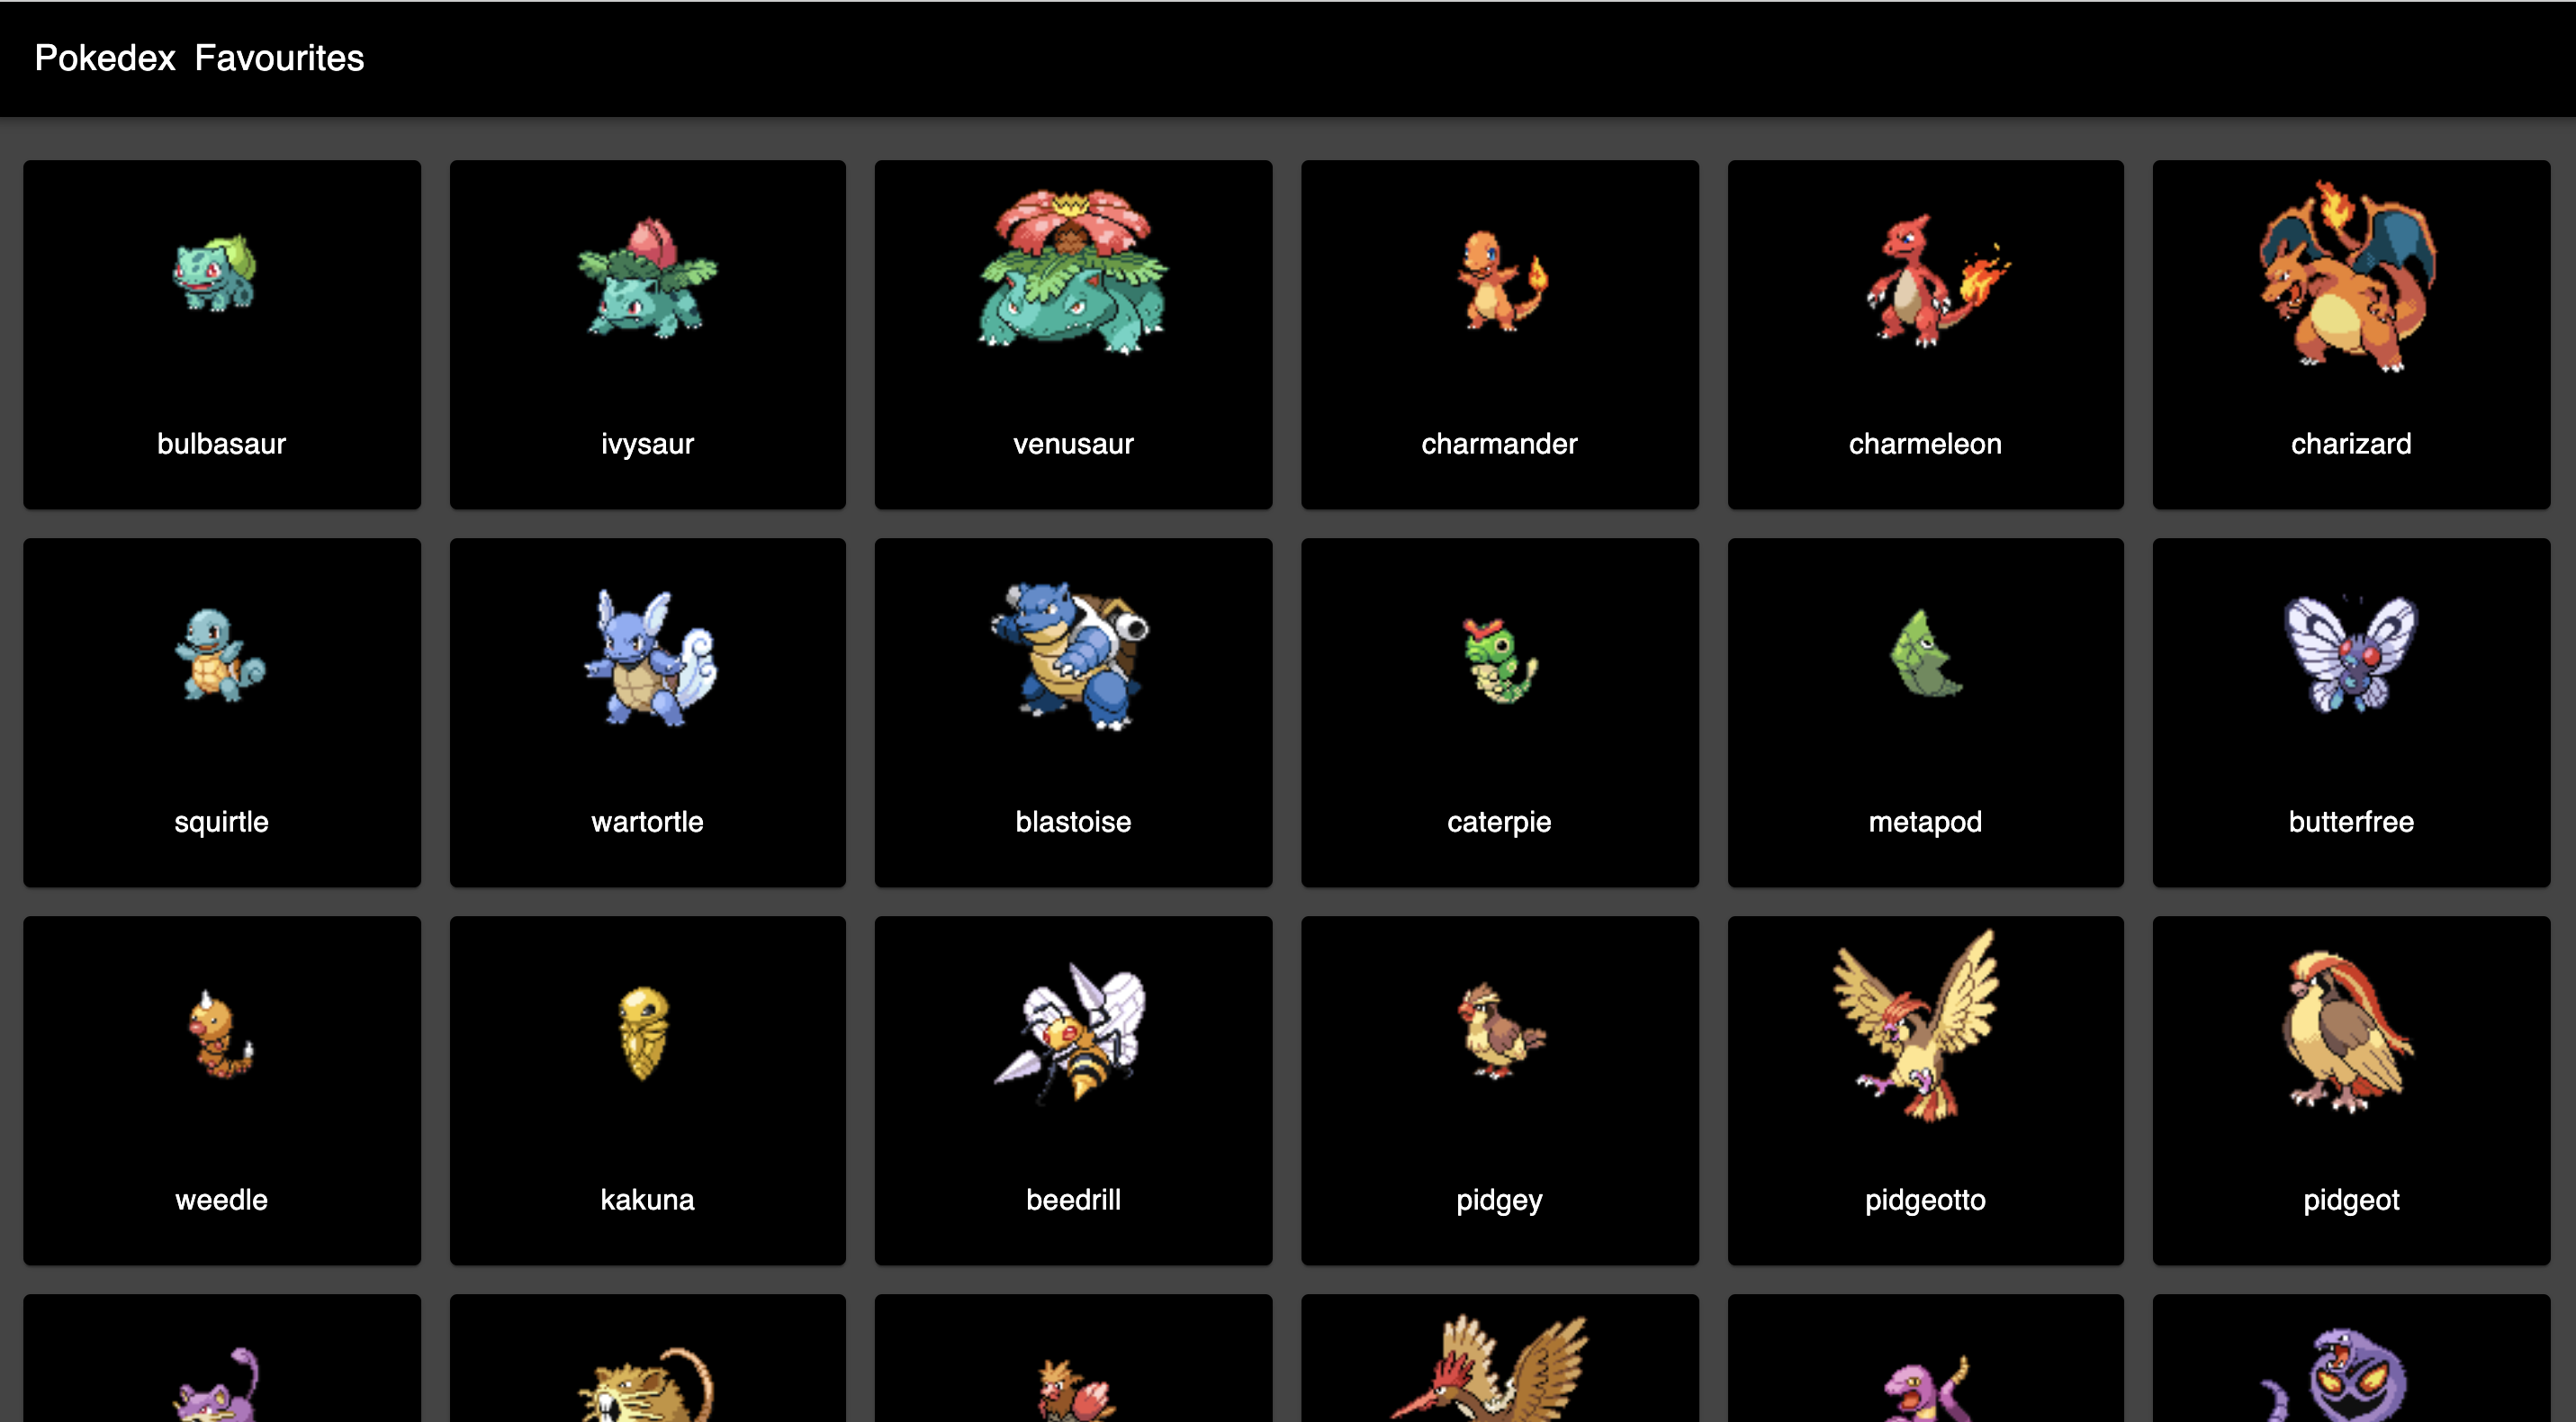 Pokedex Favourites
bulbasaur ivysaur venusaur charmander charmeleon charizard
squirtle wartortle blastoise caterpie metapod butterfree
weedle kakuna beedrill pidgey pidgeotto pidgeot